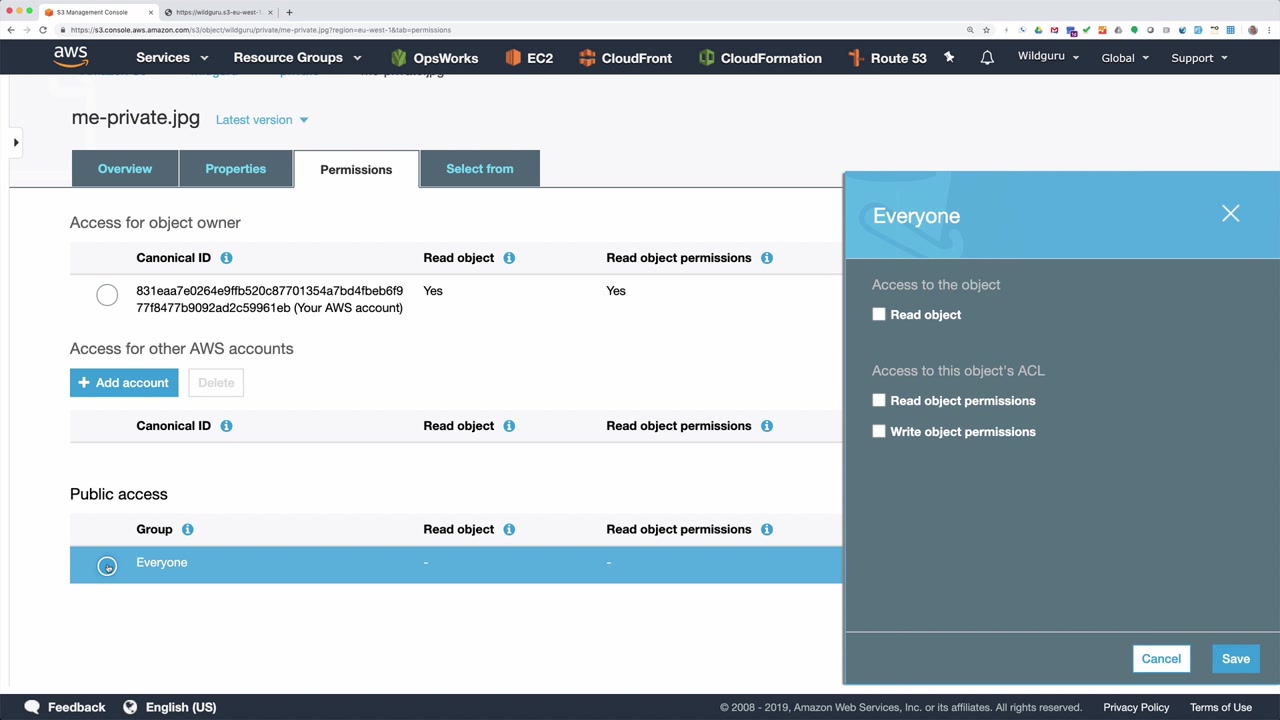 S3 Management Console
https://wildguru.s3-eu-west-1.
https://s3.console.aws.amazon.com/s3/object/wildguru/private/me-private.jpg?region=eu-west-1&tab=permissions
aws Services Resource Groups OpsWorks EC2 CloudFront CloudFormation Route 53 Wildguru Global Support
me-private.jpg
me-private.jpg Latest version
Overview Properties Permissions Select from
Access for object owner
Canonical ID Read object Read object permissions
831eaa7e0264e9ffb520c87701354a7bd4fbeb6f9 Yes Yes
77f8477b9092ad2c59961eb (Your AWS account)
Access for other AWS accounts
+ Add account Delete
Canonical ID Read object Read object permissions
Public access
Group Read object Read object permissions
Everyone - -
Everyone
Access to the object
Read object
Access to this object's ACL
Read object permissions
Write object permissions
Cancel Save
Feedback English (US) © 2008 - 2019, Amazon Web Services, Inc. or its affiliates. All rights reserved. Privacy Policy Terms of Use